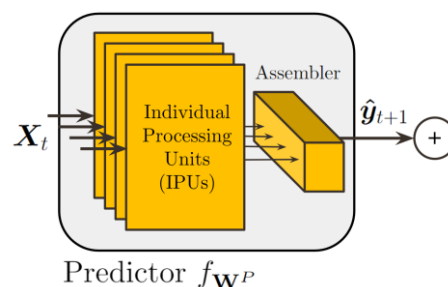 Assembler
Individual
Processing
Units
(IPUs)
X_t
ŷ_{t+1}
+
Predictor f_{W^P}